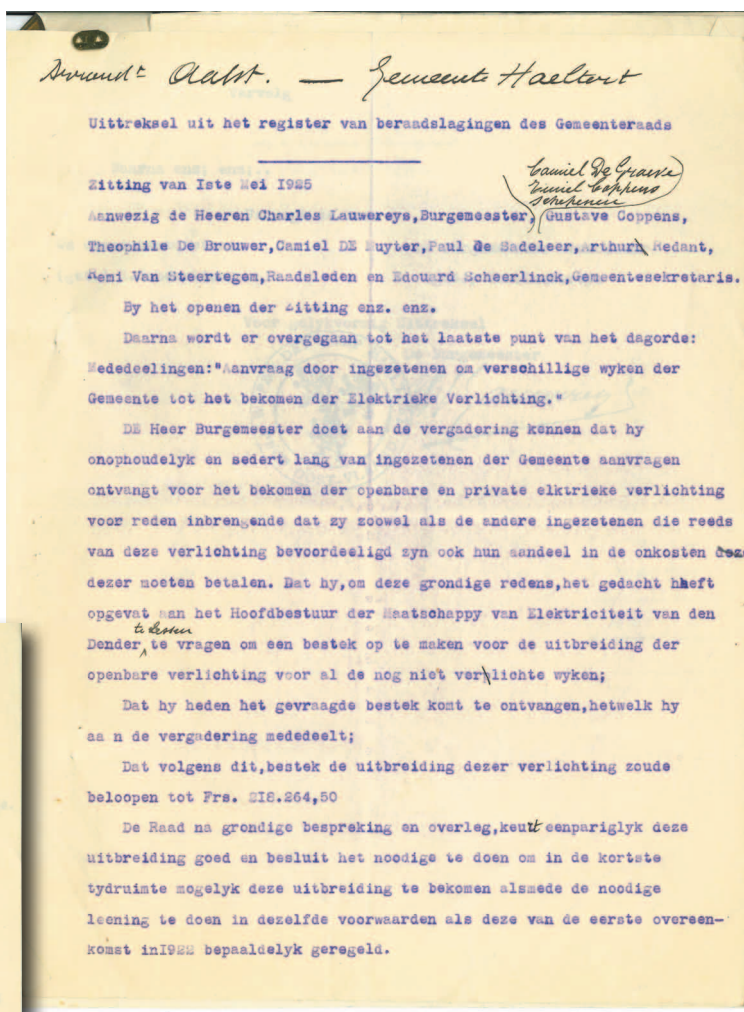 Arrondt Aalst. — Gemeente Haeltert
Uittreksel uit het register van beraadslagingen des Gemeenteraads
Zitting van Iste Mei I925
Camiel De Graeve
Coppens
schepenen
Aanwezig de Heeren Charles Lauwereys,Burgemeester, Gustave Coppens,
Theophile De Brouwer,Camiel DE Ruyter,Paul de Sadeleer,Arthur Redant,
Remi Van Steertegem,Raadsleden en Edouard Scheerlinck,Gemeentesekretaris.
By het openen der Zitting enz. enz.
Daarna wordt er overgegaan tot het laatste punt van het dagorde:
Mededeelingen:"Aanvraag door ingezetenen om verschillige wyken der
Gemeente tot het bekomen der Elektrieke Verlichting."
DE Heer Burgemeester doet aan de vergadering kennen dat hy
onophoudelyk en sedert lang van ingezetenen der Gemeente aanvragen
ontvangt voor het bekomen der openbare en private elktrieke verlichting
voor reden inbrengende dat zy zoowel als de andere ingezetenen die reeds
van deze verlichting bevoordeeligd zyn ook hun aandeel in de onkosten
dezer moeten betalen. Dat hy,om deze grondige redens,het gedacht heeft
opgevat aan het Hoofdbestuur der Maatschappy van Elektriciteit van den
te Lessen
Dender, te vragen om een bestek op te maken voor de uitbreiding der
openbare verlichting voor al de nog niet verlichte wyken;
Dat hy heden het gevraagde bestek komt te ontvangen,hetwelk hy
aa n de vergadering mededeelt;
Dat volgens dit,bestek de uitbreiding dezer verlichting zoude
beloopen tot Frs. 2I8.264,50
De Raad na grondige bespreking en overleg,keurt eenpariglyk deze
uitbreiding goed en besluit het noodige te doen om in de kortste
tydruimte mogelyk deze uitbreiding te bekomen alsmede de noodige
leening te doen in dezelfde voorwaarden als deze van de eerste overeen-
komst inI922 bepaaldelyk geregeld.